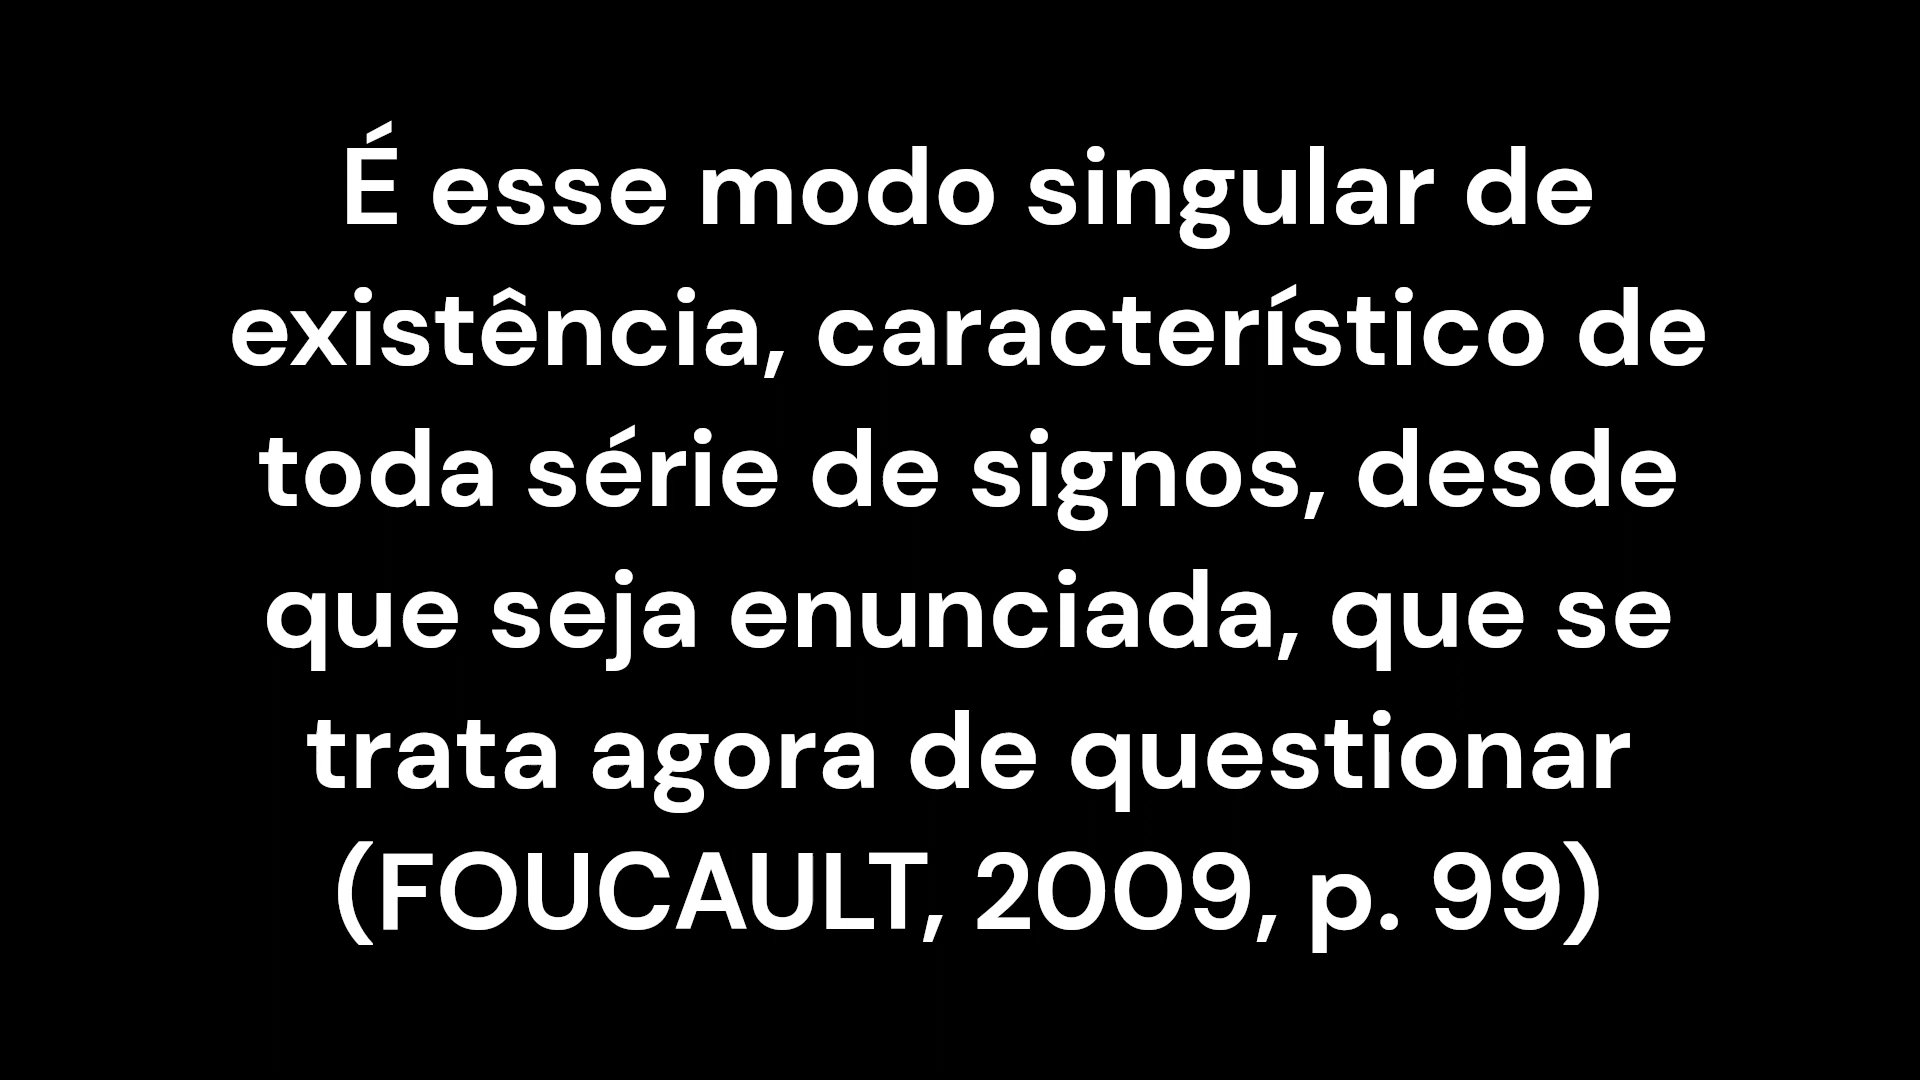 É esse modo singular de
existência, característico de
toda série de signos, desde
que seja enunciada, que se
trata agora de questionar
(FOUCAULT, 2009, p. 99)